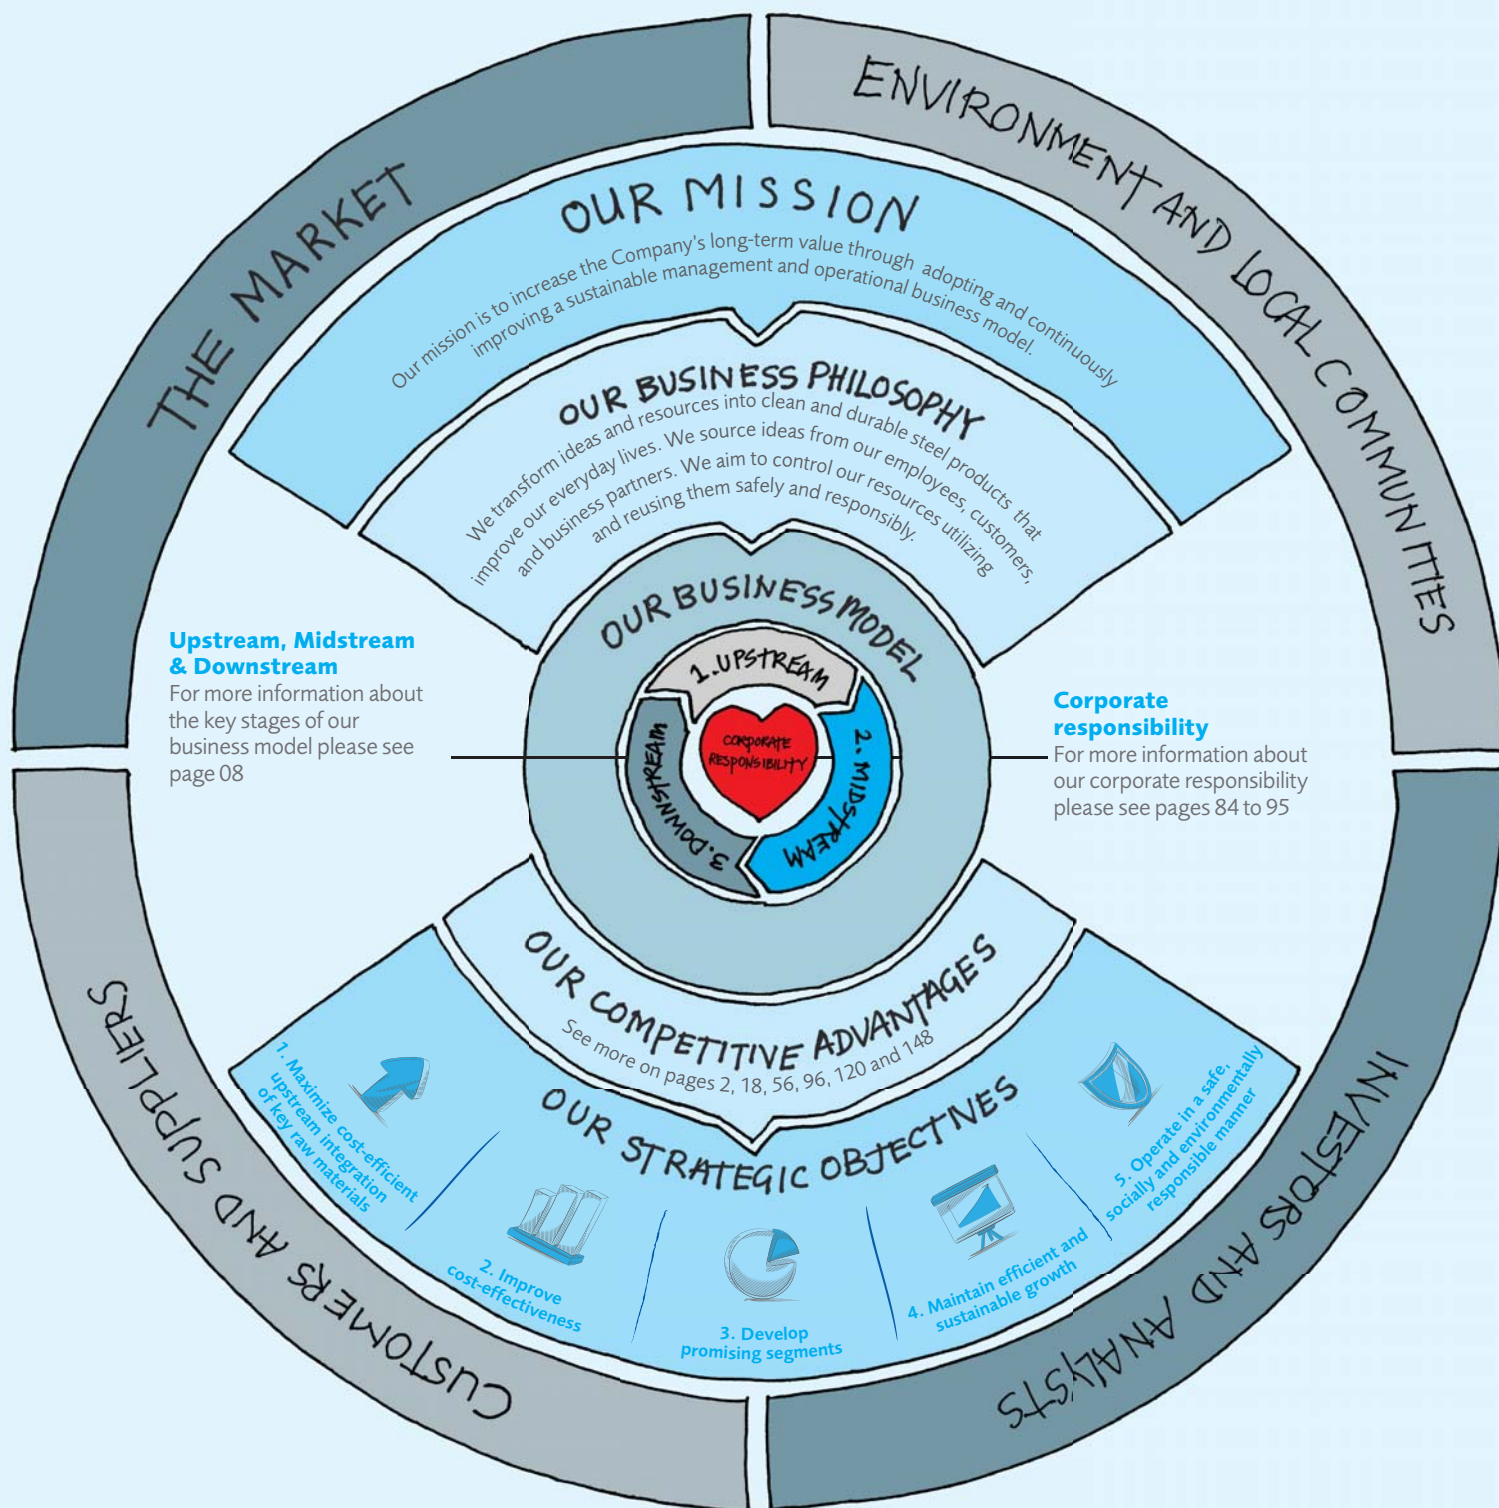 THE MARKET
ENVIRONMENT AND LOCAL COMMUNITIES
OUR MISSION
Our mission is to increase the Company's long-term value through adopting and continuously
improving a sustainable management and operational business model.
OUR BUSINESS PHILOSOPHY
We transform ideas and resources into clean and durable steel products that
improve our everyday lives. We source ideas from our employees, customers,
and business partners. We aim to control our resources utilizing
and reusing them safely and responsibly.
OUR BUSINESS MODEL
1. UPSTREAM
2. MIDSTREAM
3. DOWNSTREAM
CORPORATE
RESPONSIBILITY
Upstream, Midstream
& Downstream
For more information about
the key stages of our
business model please see
page 08
Corporate
responsibility
For more information about
our corporate responsibility
please see pages 84 to 95
OUR COMPETITIVE ADVANTAGES
See more on pages 2, 18, 56, 96, 120 and 148
OUR STRATEGIC OBJECTIVES
1. Maximize cost-efficient
upstream integration
of key raw materials
2. Improve
cost-effectiveness
3. Develop
promising segments
4. Maintain efficient and
sustainable growth
5. Operate in a safe,
socially and environmentally
responsible manner
CUSTOMERS AND SUPPLIERS
INVESTORS AND ANALYSTS